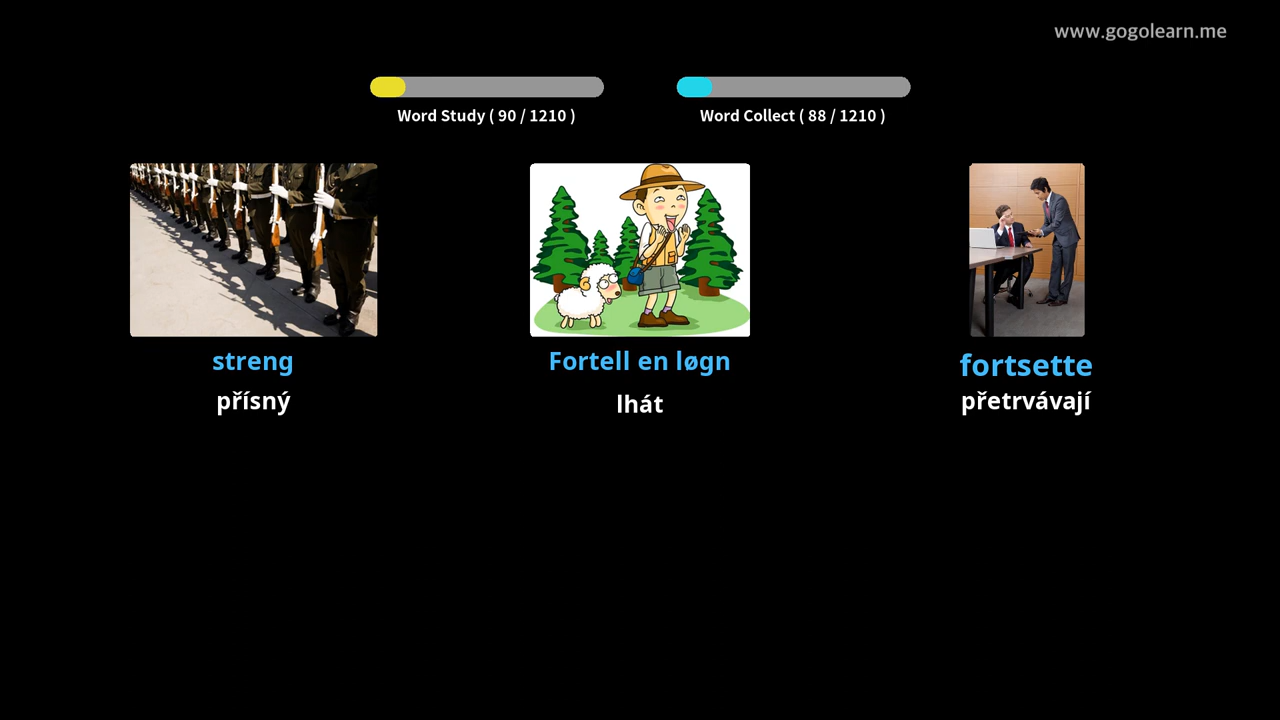 www.gogolearn.me
Word Study ( 90 / 1210 )
Word Collect ( 88 / 1210 )
streng
Fortell en løgn
fortsette
přísný
lhát
přetrvávají